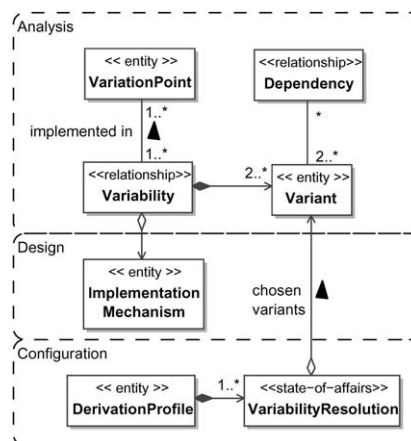 Analysis
<< entity >>
VariationPoint
<<relationship>>
Dependency
1..*
implemented in
1..*
*
2..*
<<relationship>>
Variability
2..*
<< entity >>
Variant
Design
<< entity >>
Implementation
Mechanism
chosen
variants
Configuration
<< entity >>
DerivationProfile
1..*
<<state-of-affairs>>
VariabilityResolution